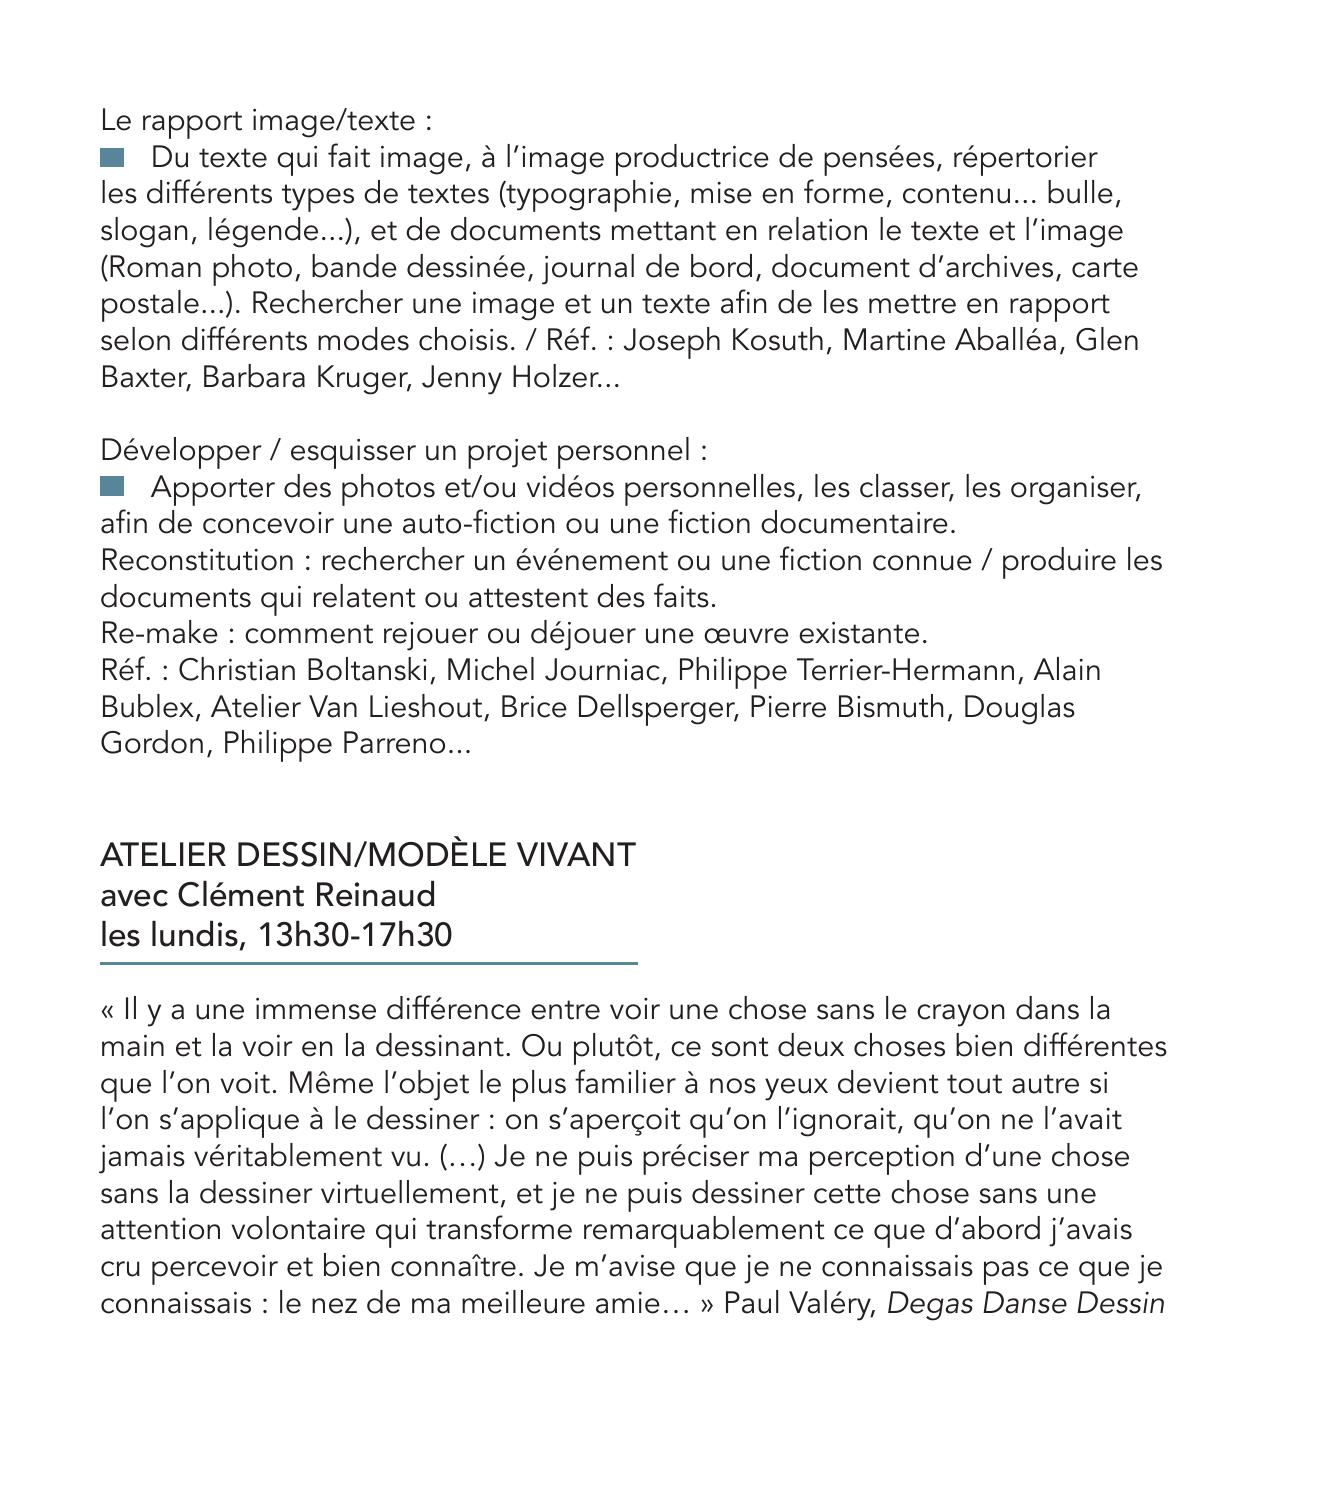 Le rapport image/texte :
Du texte qui fait image, à l’image productrice de pensées, répertorier
les différents types de textes (typographie, mise en forme, contenu... bulle,
slogan, légende...), et de documents mettant en relation le texte et l’image
(Roman photo, bande dessinée, journal de bord, document d’archives, carte
postale...). Rechercher une image et un texte afin de les mettre en rapport
selon différents modes choisis. / Réf. : Joseph Kosuth, Martine Aballéa, Glen
Baxter, Barbara Kruger, Jenny Holzer...
Développer / esquisser un projet personnel :
Apporter des photos et/ou vidéos personnelles, les classer, les organiser,
afin de concevoir une auto-fiction ou une fiction documentaire.
Reconstitution : rechercher un événement ou une fiction connue / produire les
documents qui relatent ou attestent des faits.
Re-make : comment rejouer ou déjouer une œuvre existante.
Réf. : Christian Boltanski, Michel Journiac, Philippe Terrier-Hermann, Alain
Bublex, Atelier Van Lieshout, Brice Dellsperger, Pierre Bismuth, Douglas
Gordon, Philippe Parreno...
ATELIER DESSIN/MODÈLE VIVANT
avec Clément Reinaud
les lundis, 13h30-17h30
« Il y a une immense différence entre voir une chose sans le crayon dans la
main et la voir en la dessinant. Ou plutôt, ce sont deux choses bien différentes
que l’on voit. Même l’objet le plus familier à nos yeux devient tout autre si
l’on s’applique à le dessiner : on s’aperçoit qu’on l’ignorait, qu’on ne l’avait
jamais véritablement vu. (…) Je ne puis préciser ma perception d’une chose
sans la dessiner virtuellement, et je ne puis dessiner cette chose sans une
attention volontaire qui transforme remarquablement ce que d’abord j’avais
cru percevoir et bien connaître. Je m’avise que je ne connaissais pas ce que je
connaissais : le nez de ma meilleure amie… » Paul Valéry, Degas Danse Dessin